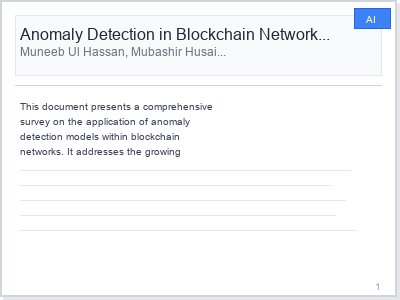 AI
Anomaly Detection in Blockchain Network...
Muneeb Ul Hassan, Mubashir Husai...
This document presents a comprehensive
survey on the application of anomaly
detection models within blockchain
networks. It addresses the growing
1